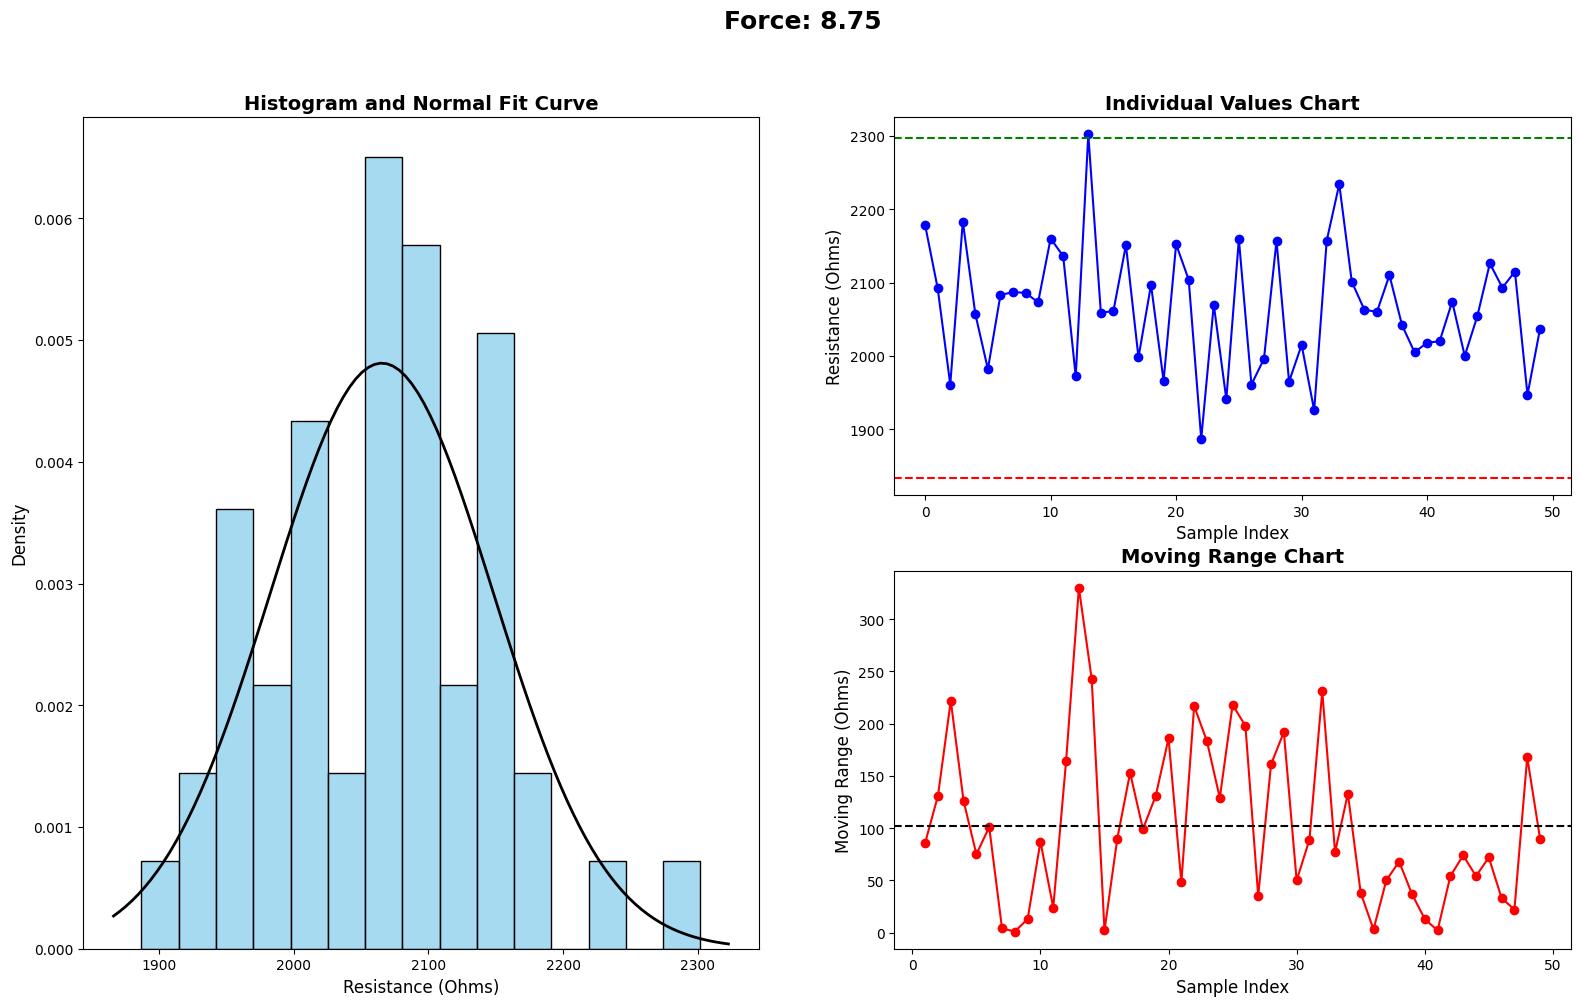 Force: 8.75
Histogram and Normal Fit Curve
Density
0.006
0.005
0.004
0.003
0.002
0.001
0.000
1900 2000 2100 2200 2300
Resistance (Ohms)
Individual Values Chart
Resistance (Ohms)
2300
2200
2100
2000
1900
0 10 20 30 40 50
Sample Index
Moving Range Chart
Moving Range (Ohms)
300
250
200
150
100
50
0
0 10 20 30 40 50
Sample Index